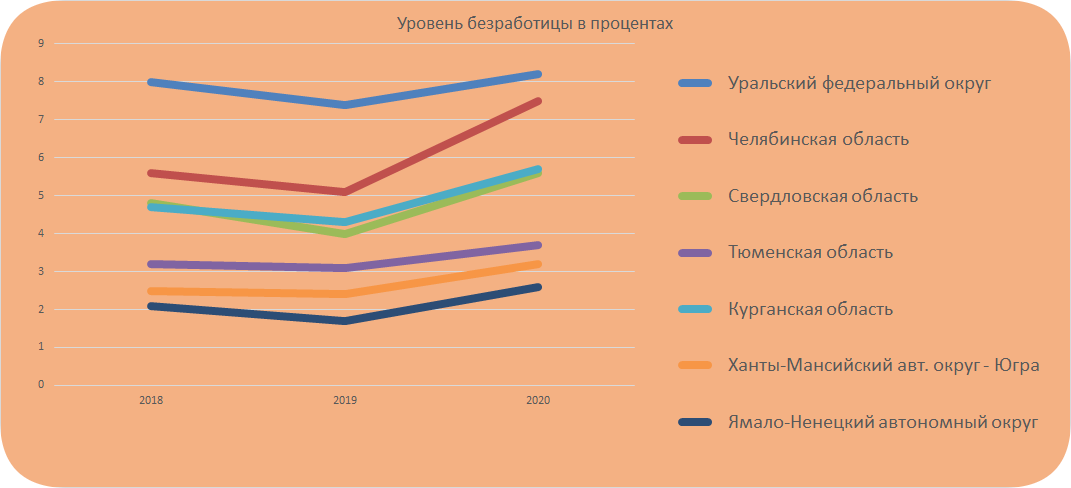 Уровень безработицы в процентах
9
8
7
6
5
4
3
2
1
0
2018 2019 2020
Уральский федеральный округ
Челябинская область
Свердловская область
Тюменская область
Курганская область
Ханты-Мансийский авт. округ - Югра
Ямало-Ненецкий автономный округ